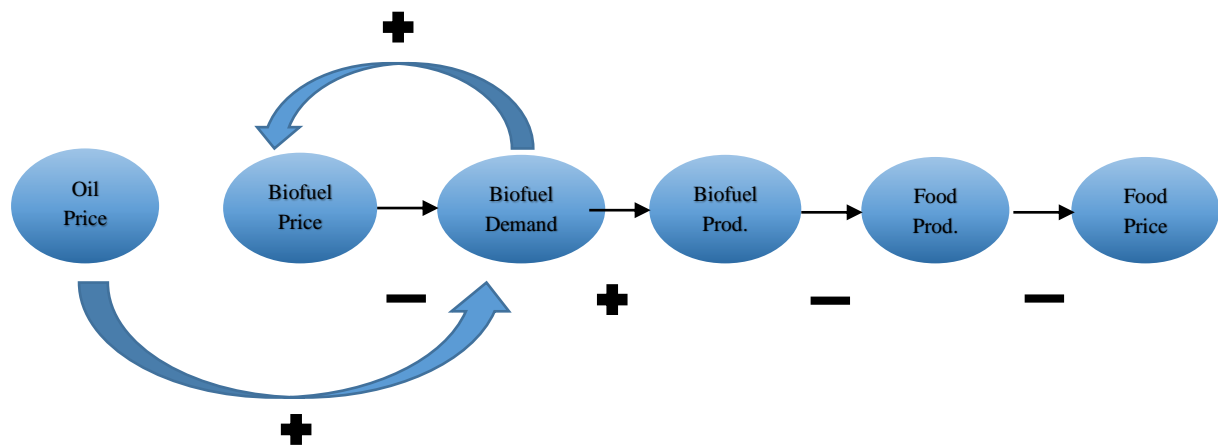 +
Oil
Price
Biofuel
Price
Biofuel
Demand
Biofuel
Prod.
Food
Prod.
Food
Price
−
+
−
−
+